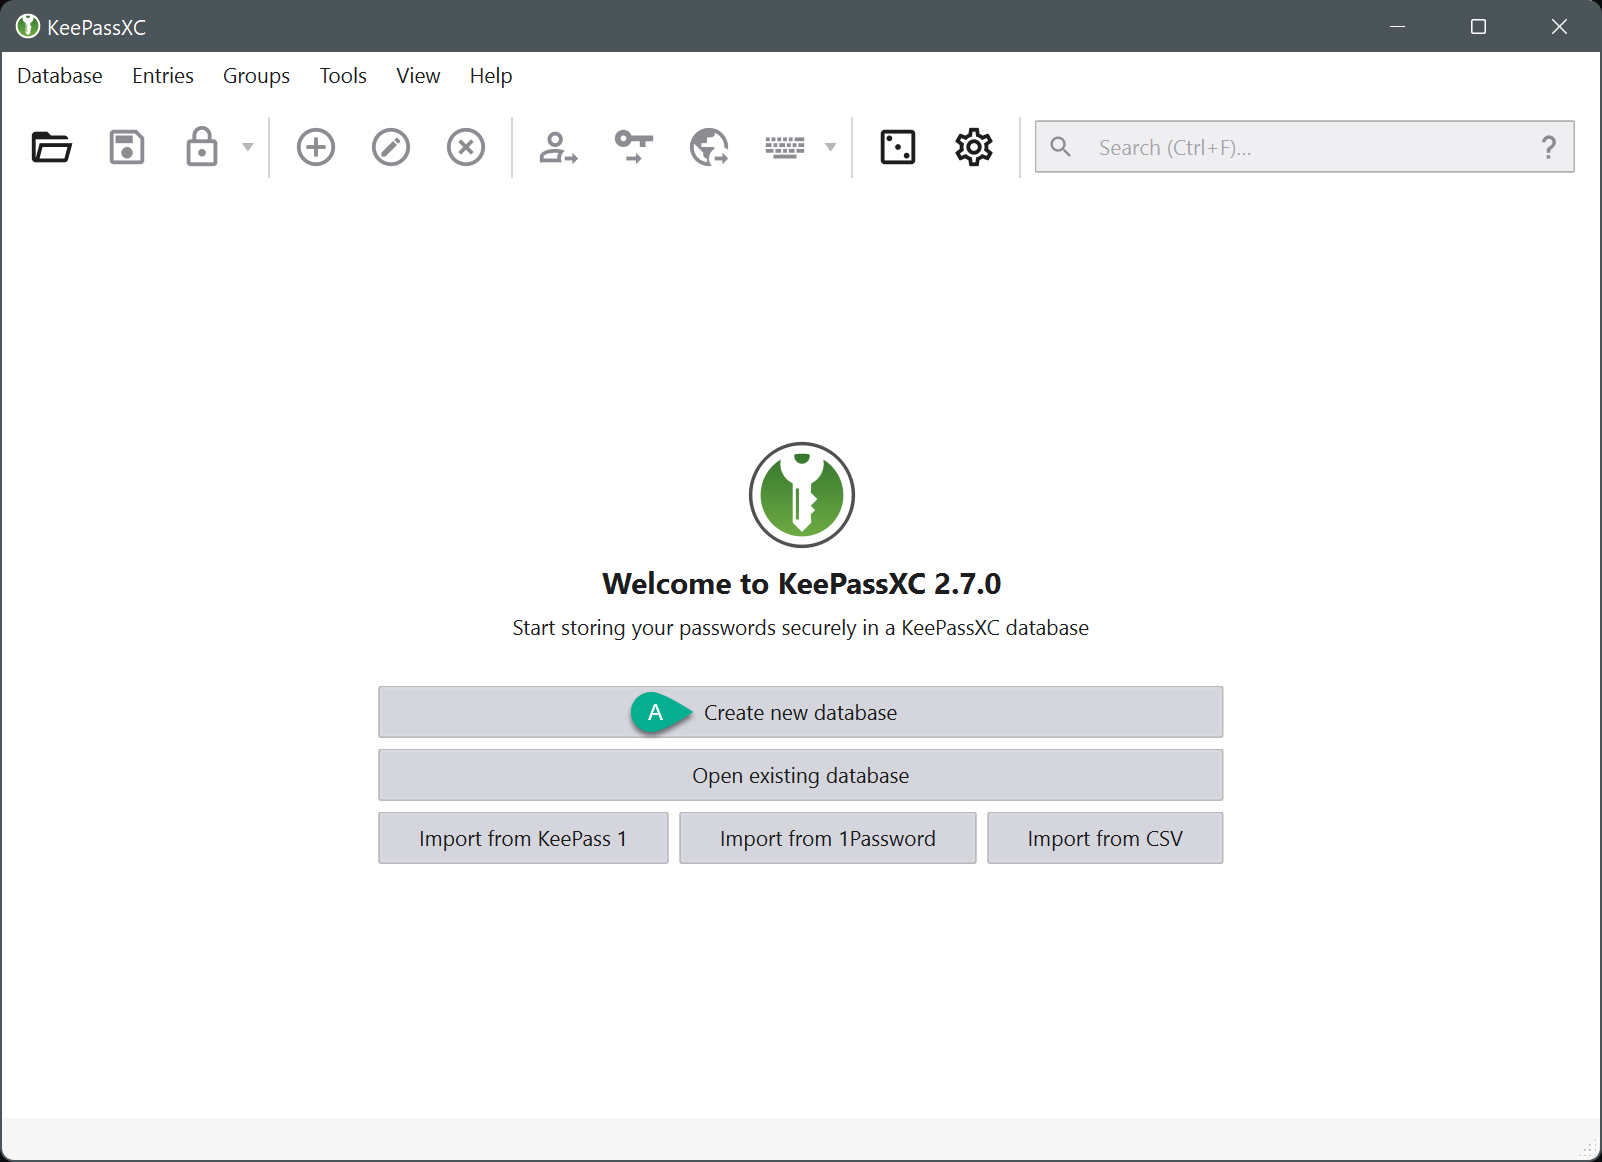 KeePassXC
Database Entries Groups Tools View Help
Search (Ctrl+F)... ?
Welcome to KeePassXC 2.7.0
Start storing your passwords securely in a KeePassXC database
A Create new database
Open existing database
Import from KeePass 1 Import from 1Password Import from CSV